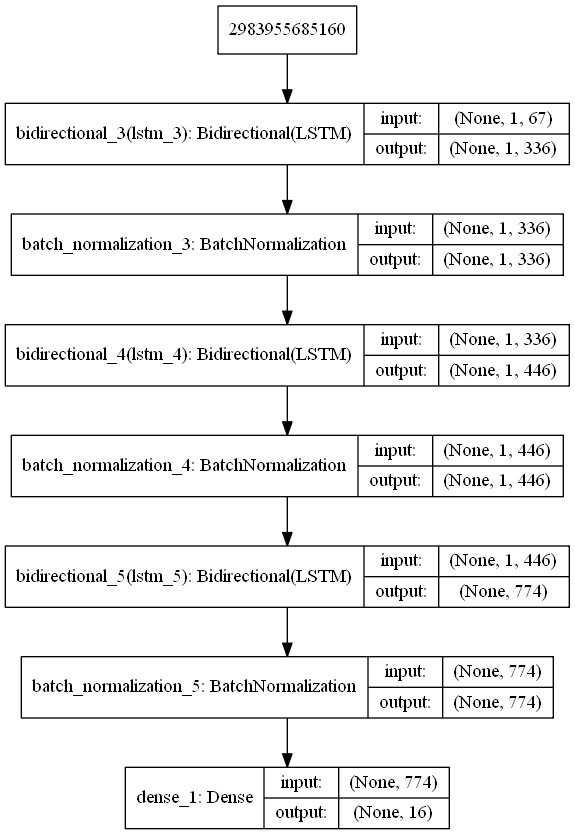 2983955685160
bidirectional_3(lstm_3): Bidirectional(LSTM) input: (None, 1, 67)
output: (None, 1, 336)
batch_normalization_3: BatchNormalization input: (None, 1, 336)
output: (None, 1, 336)
bidirectional_4(lstm_4): Bidirectional(LSTM) input: (None, 1, 336)
output: (None, 1, 446)
batch_normalization_4: BatchNormalization input: (None, 1, 446)
output: (None, 1, 446)
bidirectional_5(lstm_5): Bidirectional(LSTM) input: (None, 1, 446)
output: (None, 774)
batch_normalization_5: BatchNormalization input: (None, 774)
output: (None, 774)
dense_1: Dense input: (None, 774)
output: (None, 16)